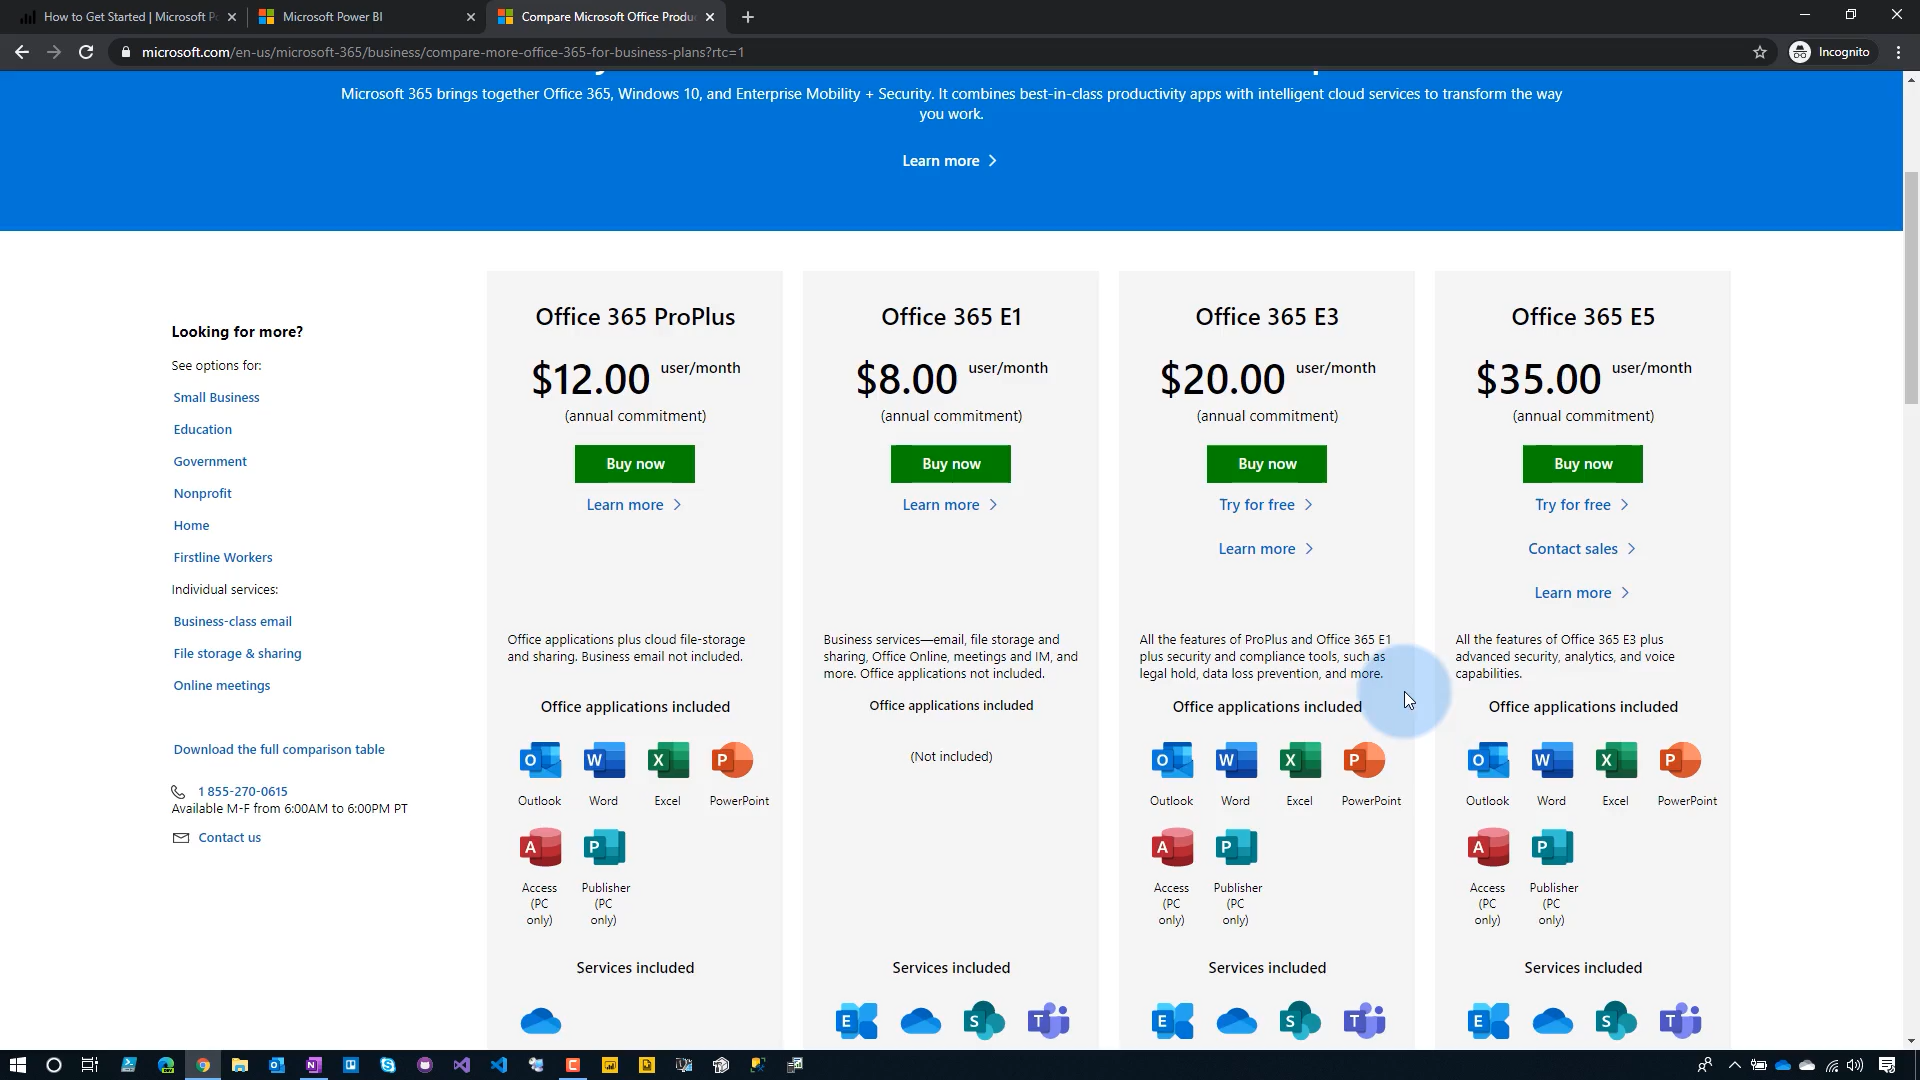 How to Get Started | Microsoft Po
Microsoft Power BI
Compare Microsoft Office Produ
microsoft.com/en-us/microsoft-365/business/compare-more-office-365-for-business-plans?rtc=1
Incognito
Microsoft 365 brings together Office 365, Windows 10, and Enterprise Mobility + Security. It combines best-in-class productivity apps with intelligent cloud services to transform the way
you work.
Learn more
Looking for more?
See options for:
Small Business
Education
Government
Nonprofit
Home
Firstline Workers
Individual services:
Business-class email
File storage & sharing
Online meetings
Download the full comparison table
1 855-270-0615
Available M-F from 6:00AM to 6:00PM PT
Contact us
Office 365 ProPlus
$12.00 user/month
(annual commitment)
Buy now
Learn more
Office applications plus cloud file-storage
and sharing. Business email not included.
Office applications included
Outlook Word Excel PowerPoint
Access Publisher
(PC (PC
only) only)
Services included
Office 365 E1
$8.00 user/month
(annual commitment)
Buy now
Learn more
Business services—email, file storage and
sharing, Office Online, meetings and IM, and
more. Office applications not included.
Office applications included
(Not included)
Services included
Office 365 E3
$20.00 user/month
(annual commitment)
Buy now
Try for free
Learn more
All the features of ProPlus and Office 365 E1
plus security and compliance tools, such as
legal hold, data loss prevention, and more.
Office applications included
Outlook Word Excel PowerPoint
Access Publisher
(PC (PC
only) only)
Services included
Office 365 E5
$35.00 user/month
(annual commitment)
Buy now
Try for free
Contact sales
Learn more
All the features of Office 365 E3 plus
advanced security, analytics, and voice
capabilities.
Office applications included
Outlook Word Excel PowerPoint
Access Publisher
(PC (PC
only) only)
Services included